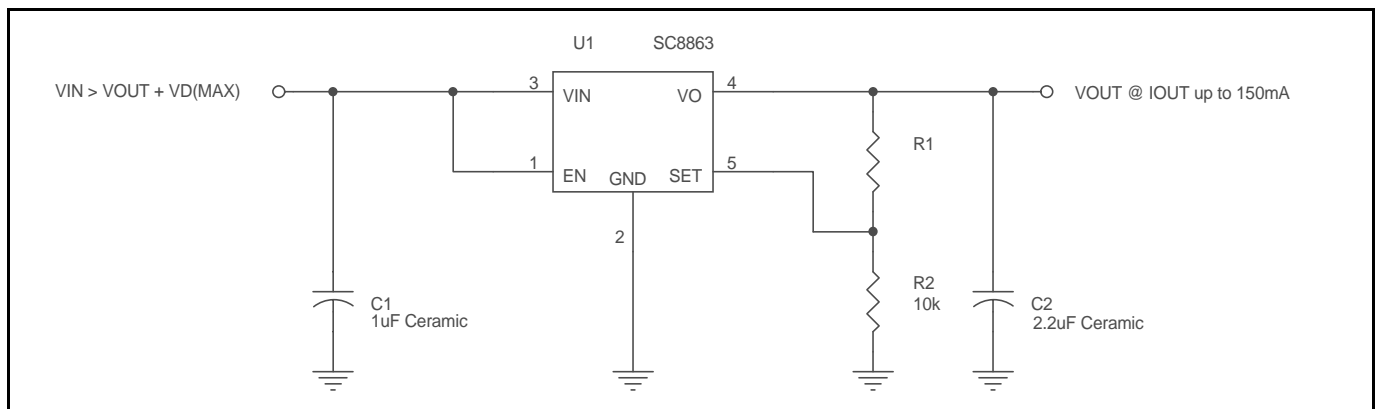 U1 SC8863
VIN > VOUT + VD(MAX)
3
VIN
VO
4
VOUT @ IOUT up to 150mA
R1
1
EN
GND
SET
5
2
R2
10k
C1
1uF Ceramic
C2
2.2uF Ceramic